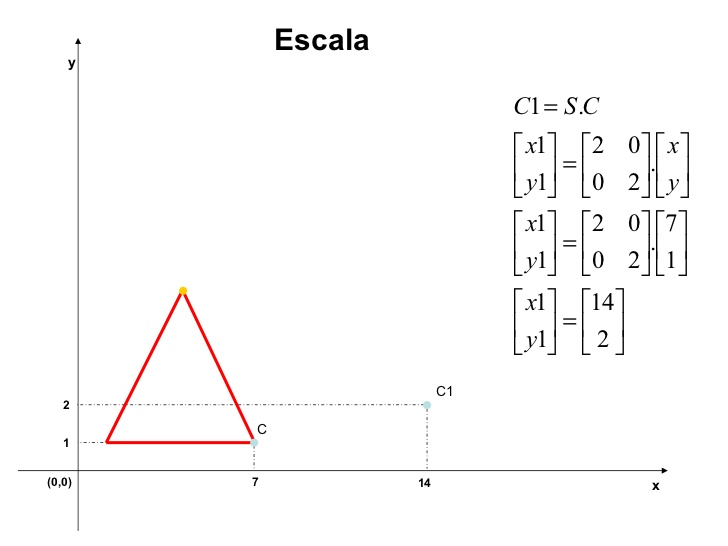 Escala
y
C1 = S.C
[x1 y1] = [2 0 0 2].[x y]
[x1 y1] = [2 0 0 2].[7 1]
[x1 y1] = [14 2]
C1
2
C
1
(0,0)
7
14
x